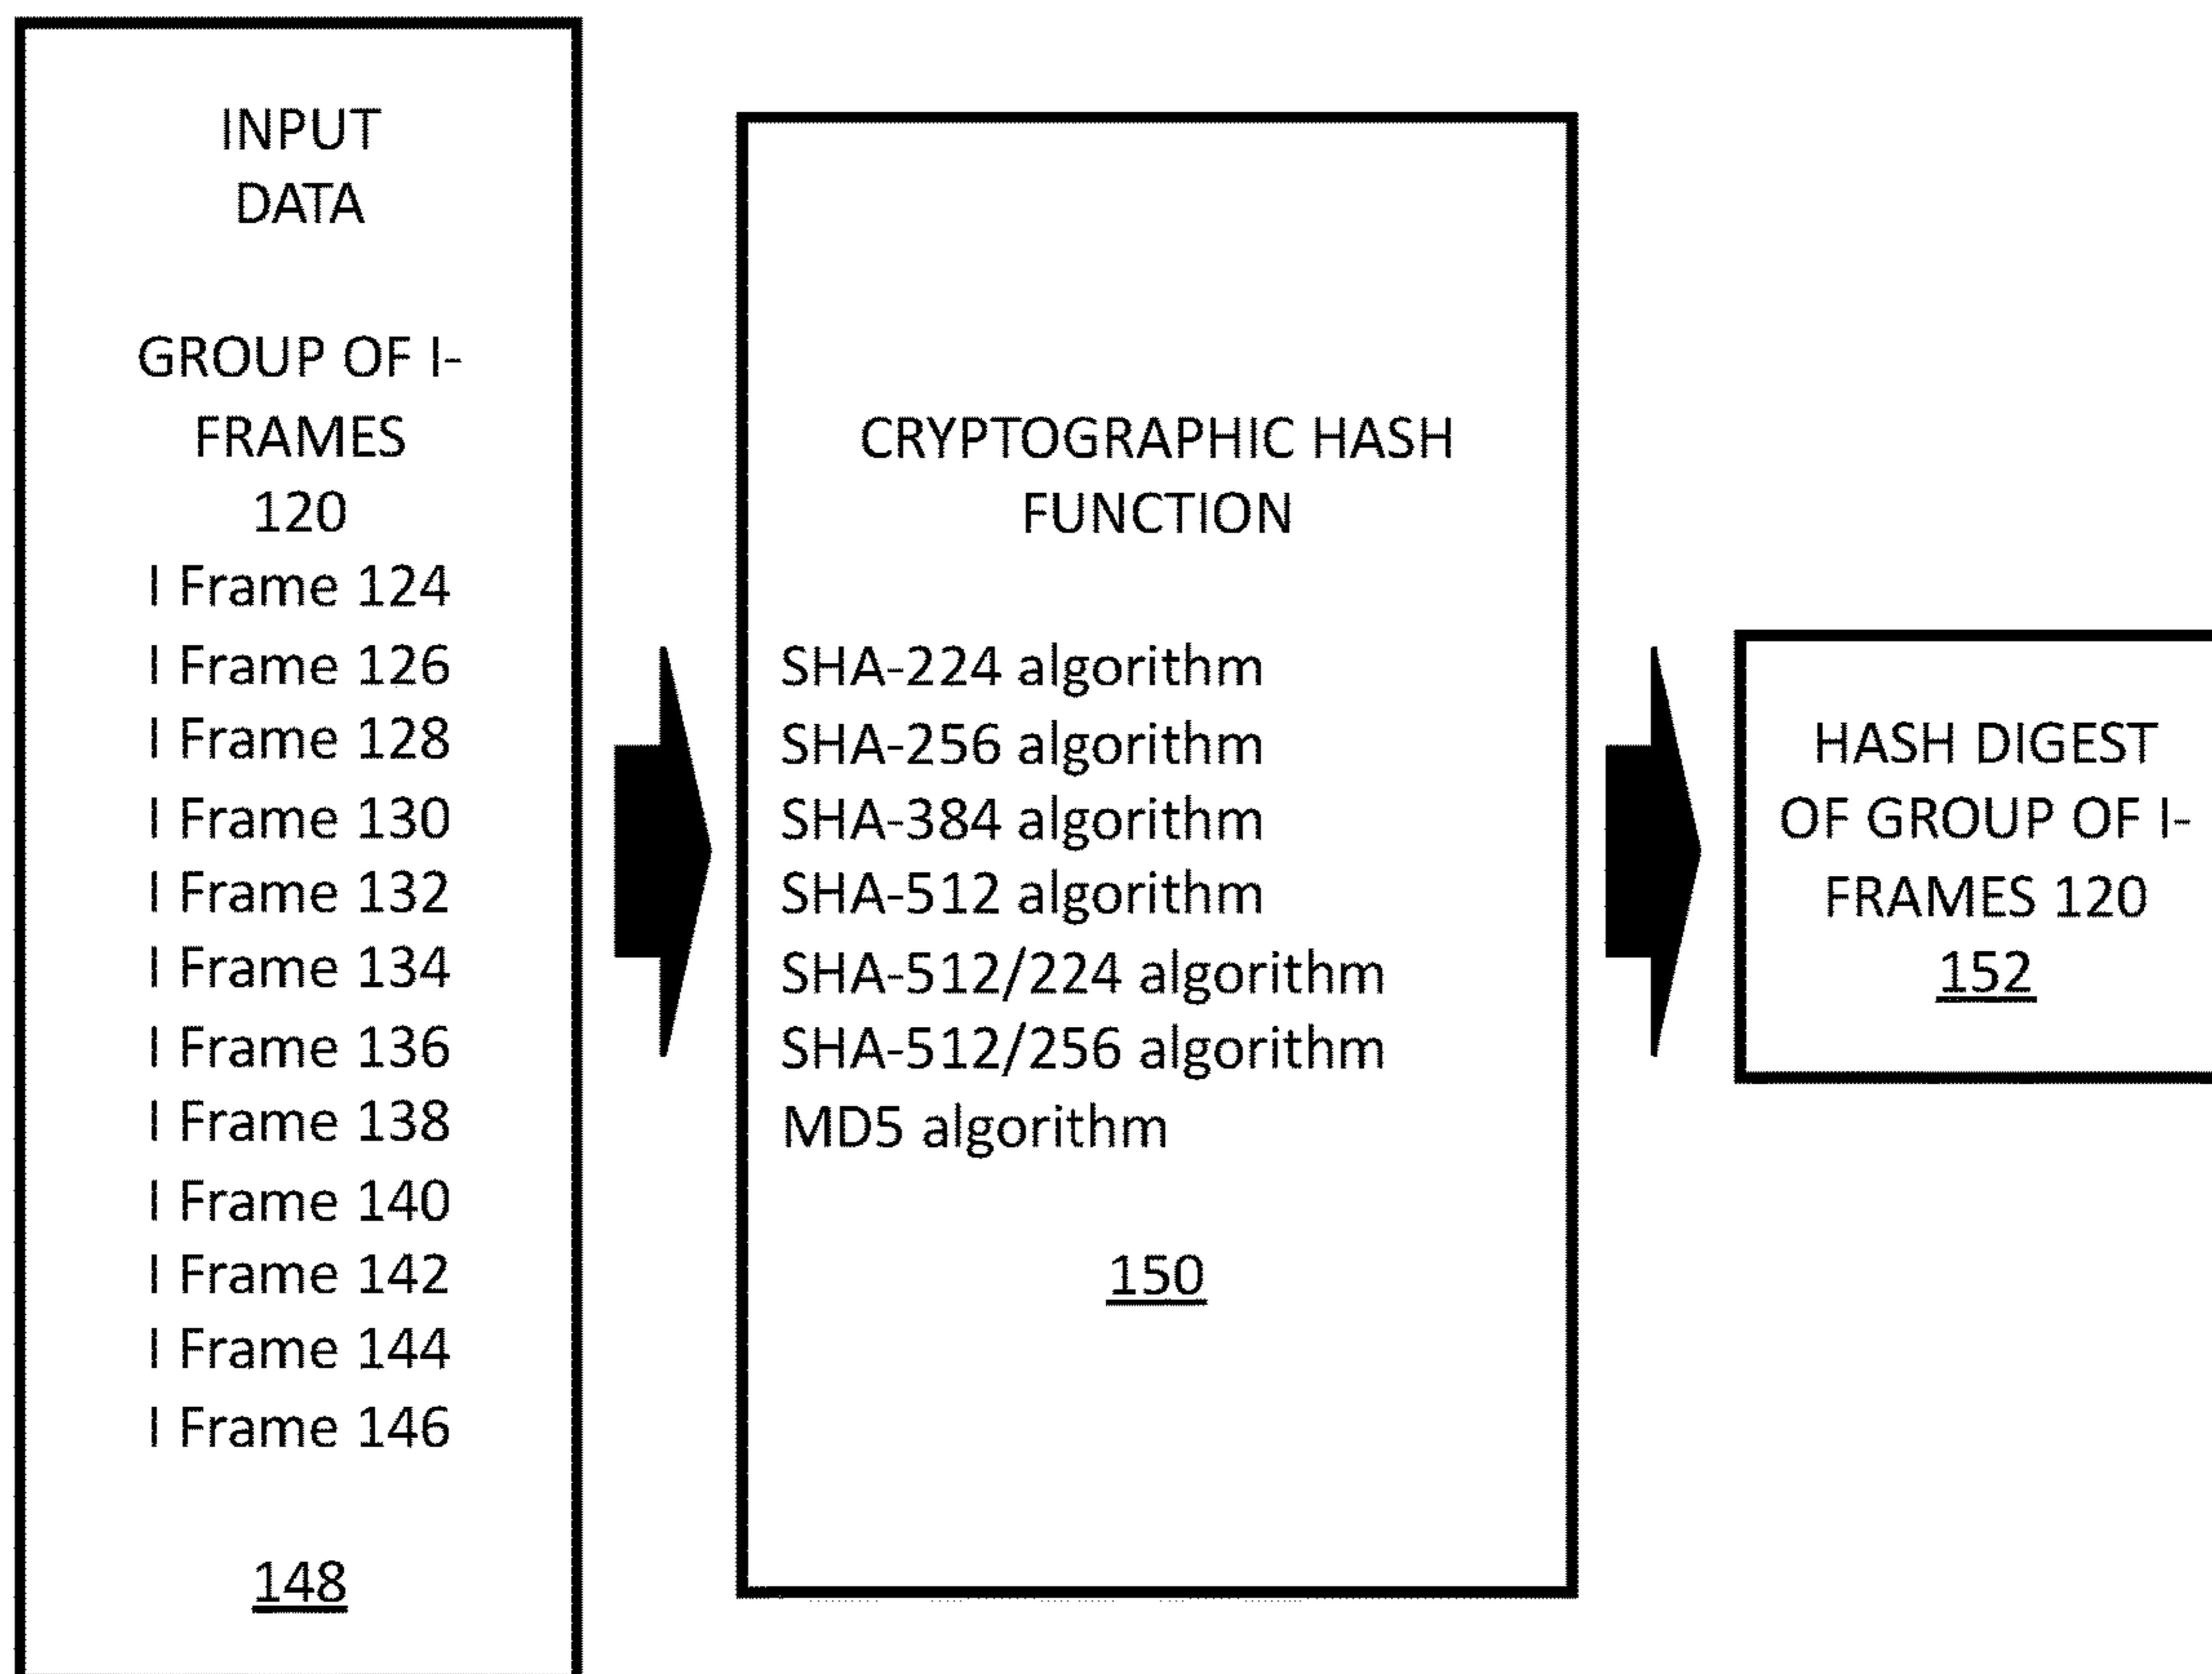 INPUT
DATA
GROUP OF I-
FRAMES
120
I Frame 124
I Frame 126
I Frame 128
I Frame 130
I Frame 132
I Frame 134
I Frame 136
I Frame 138
I Frame 140
I Frame 142
I Frame 144
I Frame 146
148
CRYPTOGRAPHIC HASH
FUNCTION
SHA-224 algorithm
SHA-256 algorithm
SHA-384 algorithm
SHA-512 algorithm
SHA-512/224 algorithm
SHA-512/256 algorithm
MD5 algorithm
150
HASH DIGEST
OF GROUP OF I-
FRAMES 120
152